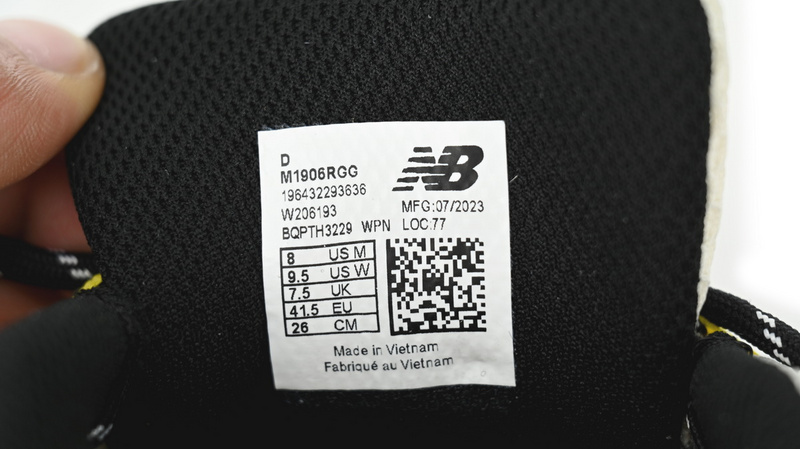 D
M1906RGG
196432293636
W206193
BQPTH3229 WPN
NB
MFG:07/2023
LOC:77
8 US M
9.5 US W
7.5 UK
41.5 EU
26 CM
Made in Vietnam
Fabriqué au Vietnam